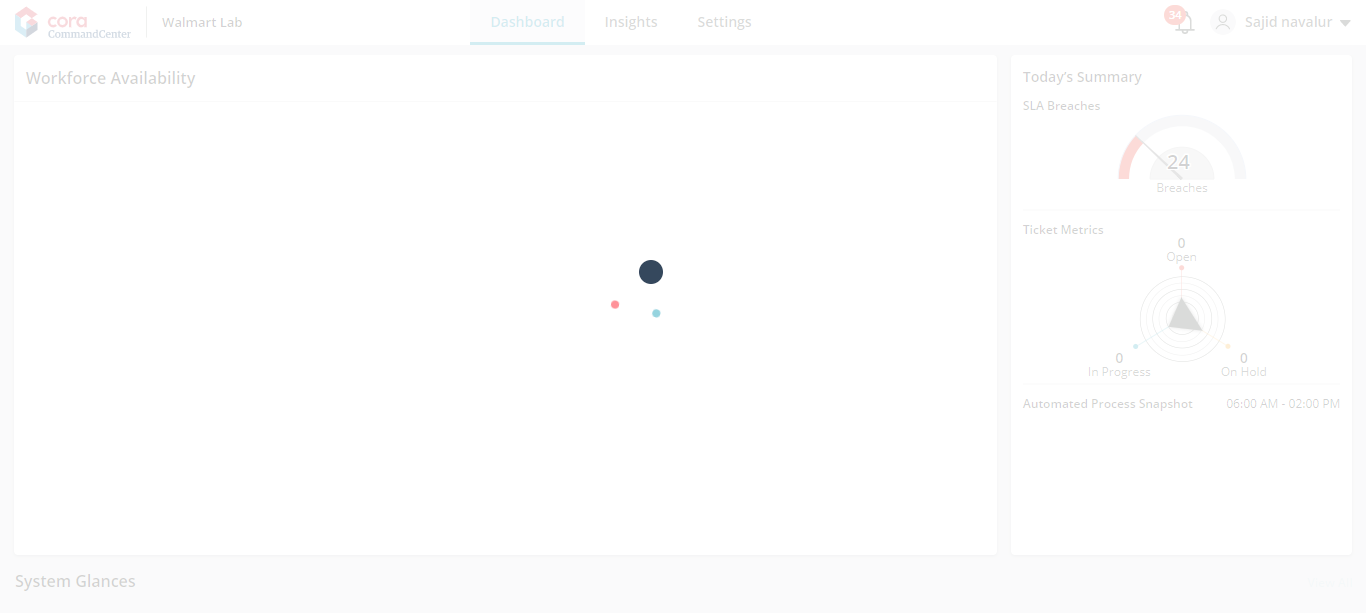 cora
CommandCenter
Walmart Lab
Dashboard
Insights
Settings
34
Sajid navalur
Workforce Availability
Today's Summary
SLA Breaches
24
Breaches
Ticket Metrics
0
Open
0
In Progress
0
On Hold
Automated Process Snapshot
06:00 AM - 02:00 PM
System Glances